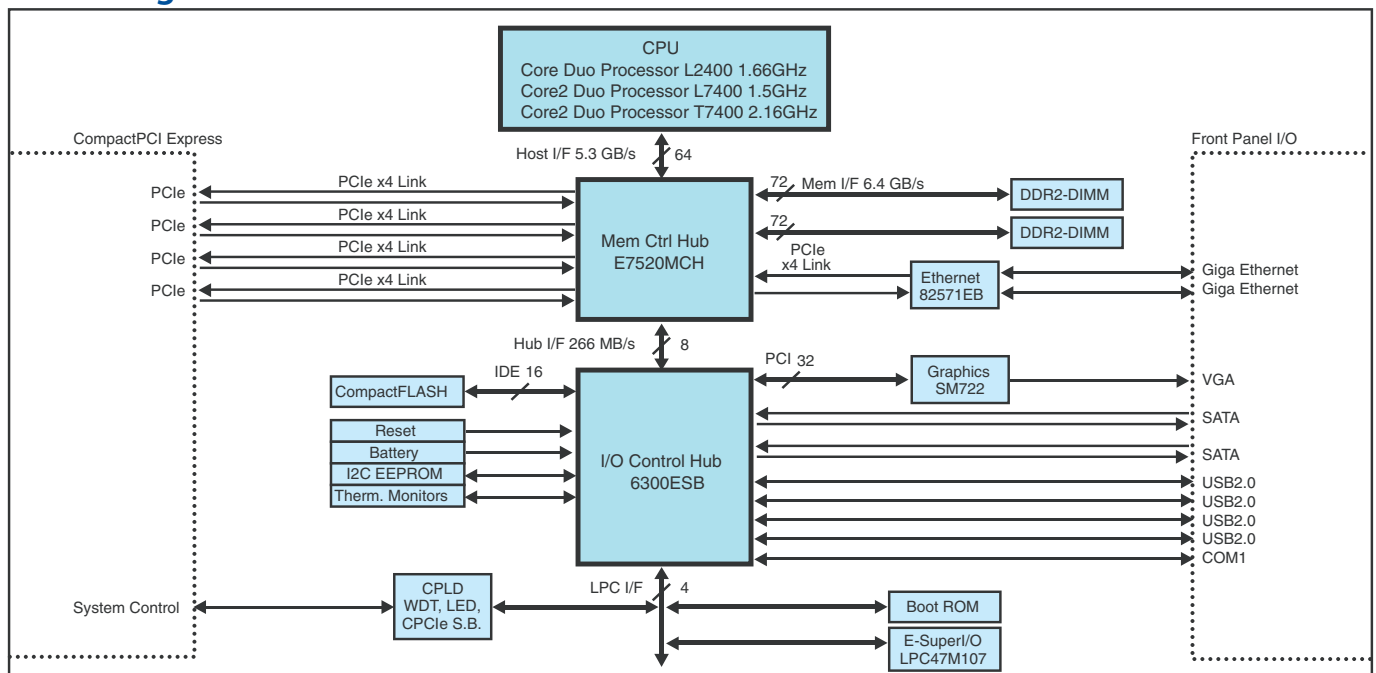 CPU
Core Duo Processor L2400 1.66GHz
Core2 Duo Processor L7400 1.5GHz
Core2 Duo Processor T7400 2.16GHz
CompactPCI Express
Front Panel I/O
Host I/F 5.3 GB/s
64
PCIe
PCIe x4 Link
PCIe
PCIe x4 Link
PCIe
PCIe x4 Link
PCIe
PCIe x4 Link
Mem Ctrl Hub
E7520MCH
72
Mem I/F 6.4 GB/s
DDR2-DIMM
72
DDR2-DIMM
PCIe
x4 Link
Ethernet
82571EB
Giga Ethernet
Giga Ethernet
Hub I/F 266 MB/s
8
IDE 16
CompactFLASH
Reset
Battery
I2C EEPROM
Therm. Monitors
I/O Control Hub
6300ESB
PCI 32
Graphics
SM722
VGA
SATA
SATA
USB2.0
USB2.0
USB2.0
USB2.0
COM1
LPC I/F
4
System Control
CPLD
WDT, LED,
CPCIe S.B.
Boot ROM
E-SuperI/O
LPC47M107